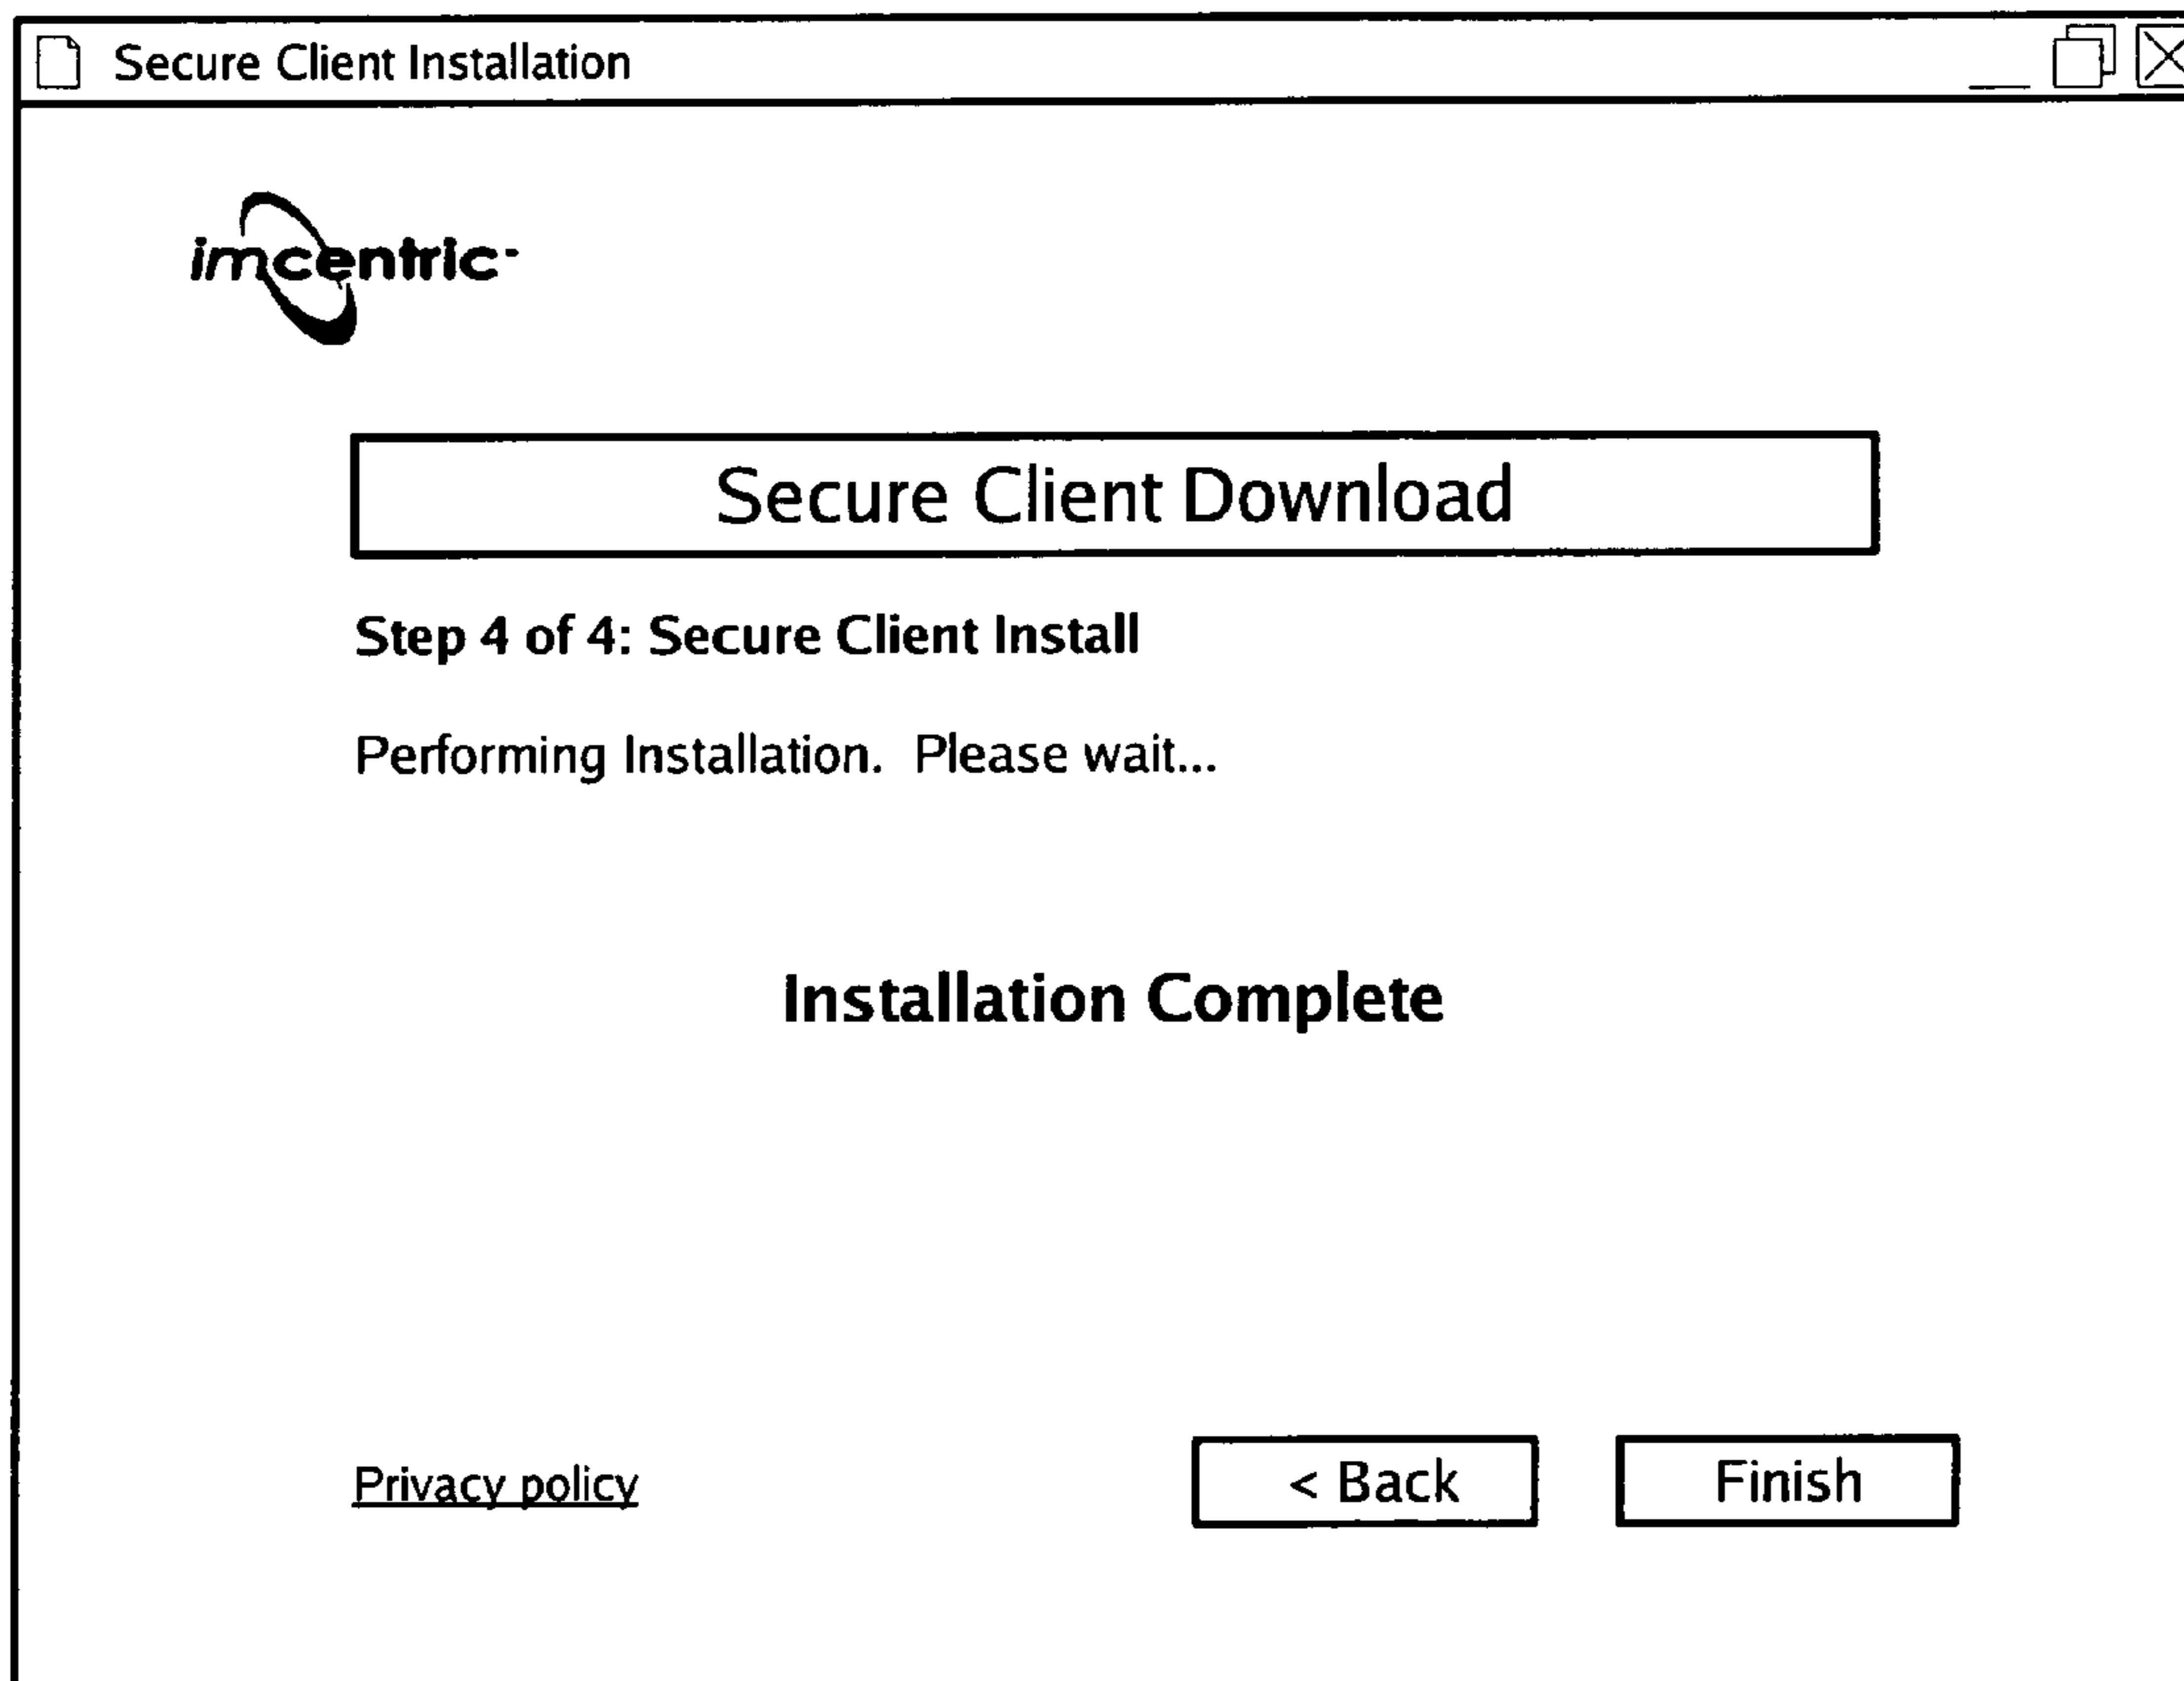 Secure Client Installation
imcentric
Secure Client Download
Step 4 of 4: Secure Client Install
Performing Installation.  Please wait...
Installation Complete
Privacy policy
< Back
Finish